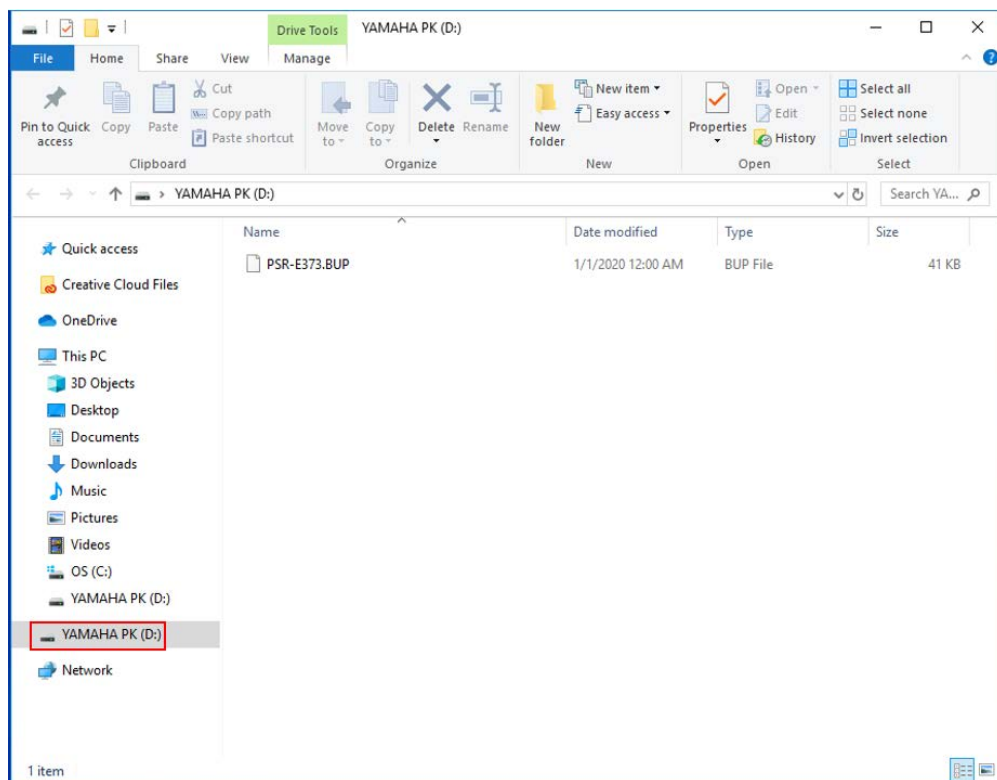 Drive Tools YAMAHA PK (D:)
File Home Share View Manage
Pin to Quick access
Copy
Paste
Cut
Copy path
Paste shortcut
Clipboard
Move to
Copy to
Delete
Rename
Organize
New folder
New item
Easy access
New
Properties
Open
Edit
History
Open
Select all
Select none
Invert selection
Select
YAMAHA PK (D:)
Search YA...
Name Date modified Type Size
PSR-E373.BUP 1/1/2020 12:00 AM BUP File 41 KB
Quick access
Creative Cloud Files
OneDrive
This PC
3D Objects
Desktop
Documents
Downloads
Music
Pictures
Videos
OS (C:)
YAMAHA PK (D:)
YAMAHA PK (D:)
Network
1 item